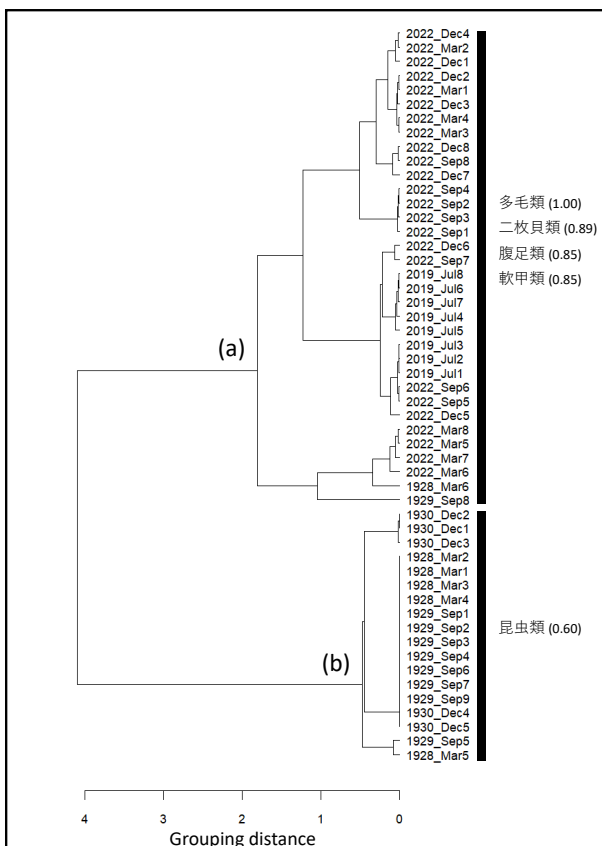 2022_Dec4
2022_Mar2
2022_Dec1
2022_Dec2
2022_Mar1
2022_Dec3
2022_Mar4
2022_Mar3
2022_Dec8
2022_Sep8
2022_Dec7
2022_Sep4
2022_Sep2
2022_Sep3
2022_Sep1
2022_Dec6
2022_Sep7
2019_Jul8
2019_Jul6
2019_Jul7
2019_Jul4
2019_Jul5
2019_Jul3
2019_Jul2
2019_Jul1
2022_Sep6
2022_Sep5
2022_Dec5
2022_Mar8
2022_Mar5
2022_Mar7
2022_Mar6
1928_Mar6
1929_Sep8
1930_Dec2
1930_Dec1
1930_Dec3
1928_Mar2
1928_Mar1
1928_Mar3
1928_Mar4
1929_Sep1
1929_Sep2
1929_Sep3
1929_Sep4
1929_Sep6
1929_Sep7
1929_Sep9
1930_Dec4
1930_Dec5
1929_Sep5
1928_Mar5
多毛類 (1.00)
二枚貝類 (0.89)
腹足類 (0.85)
軟甲類 (0.85)
昆虫類 (0.60)
(a)
(b)
4 3 2 1 0
Grouping distance